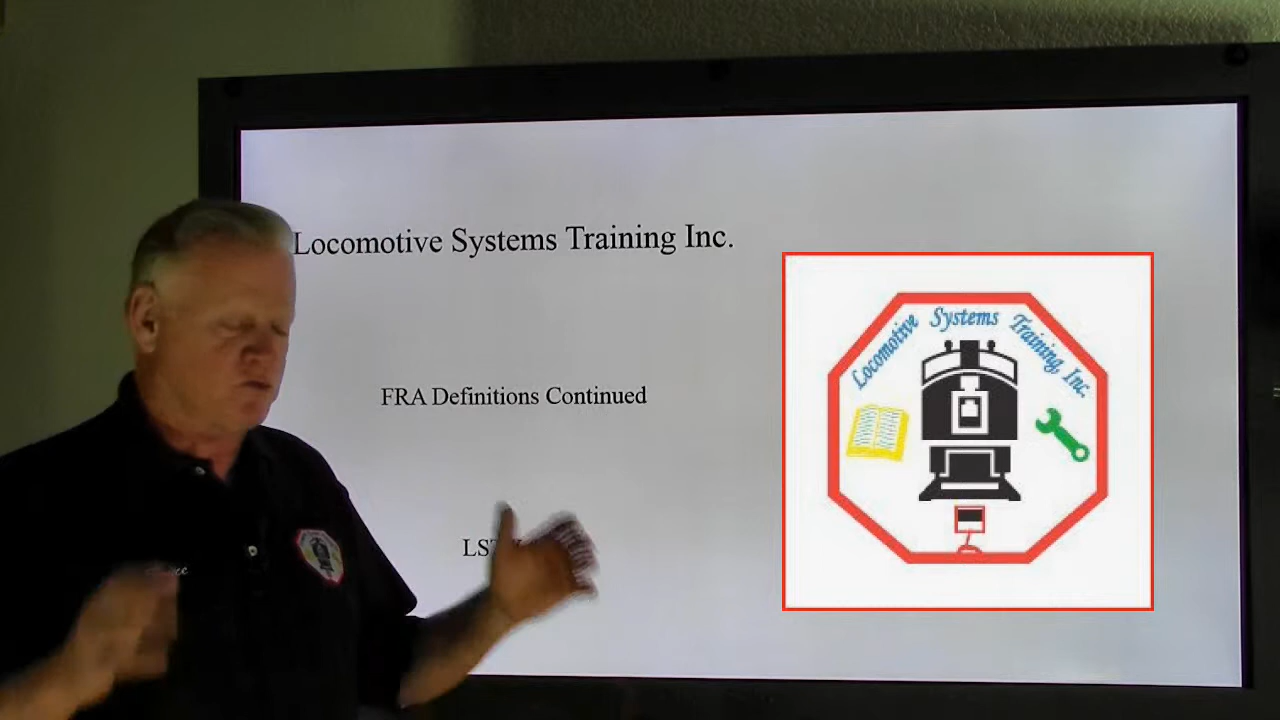 Locomotive Systems Training Inc.
Locomotive Systems Training, Inc.
FRA Definitions Continued